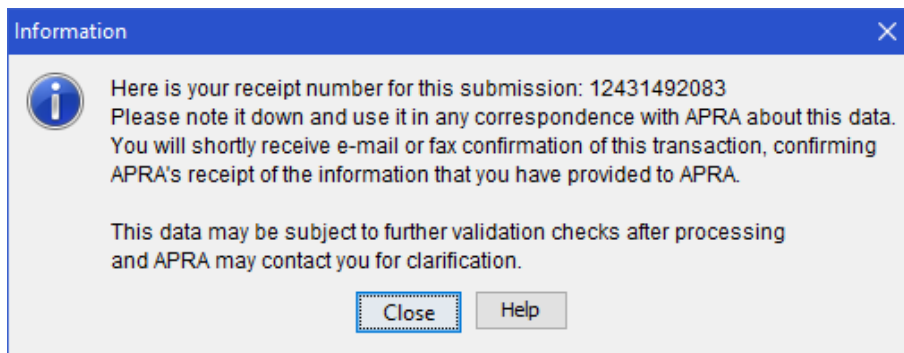 Information
Here is your receipt number for this submission: 12431492083
Please note it down and use it in any correspondence with APRA about this data.
You will shortly receive e-mail or fax confirmation of this transaction, confirming
APRA's receipt of the information that you have provided to APRA.
This data may be subject to further validation checks after processing
and APRA may contact you for clarification.
Close Help